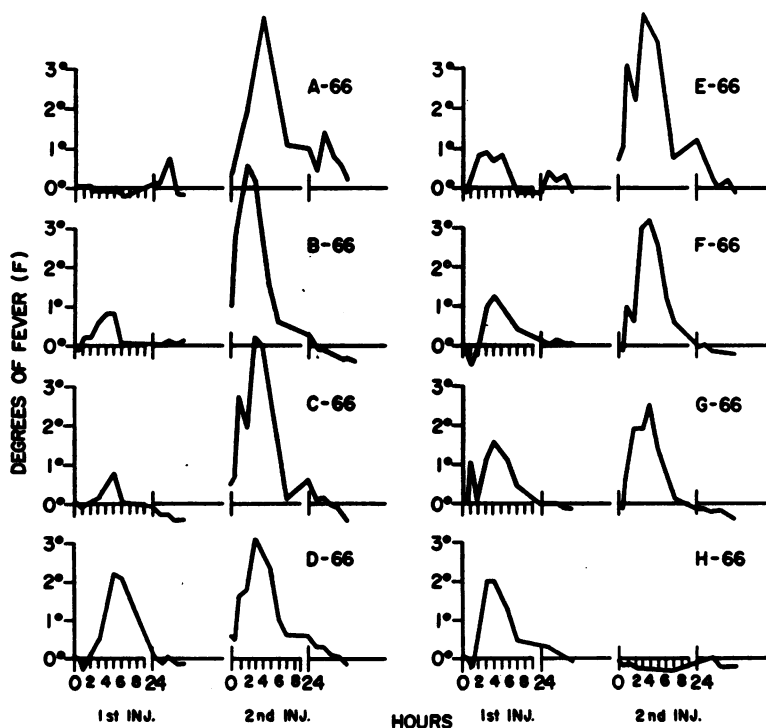 3° 3°
2° A-66 2° E-66
1° 1°
0° 0°
3° 3°
2° B-66 2° F-66
1° 1°
0° 0°
3° 3°
2° C-66 2° G-66
1° 1°
0° 0°
3° D-66 3° H-66
2° 2°
1° 1°
0° 0°
0 2 4 6 8 24 0 2 4 6 8 24 0 2 4 6 8 24 0 2 4 6 8 24
1st INJ. 2nd INJ. HOURS 1st INJ. 2nd INJ.
DEGREES OF FEVER (F)